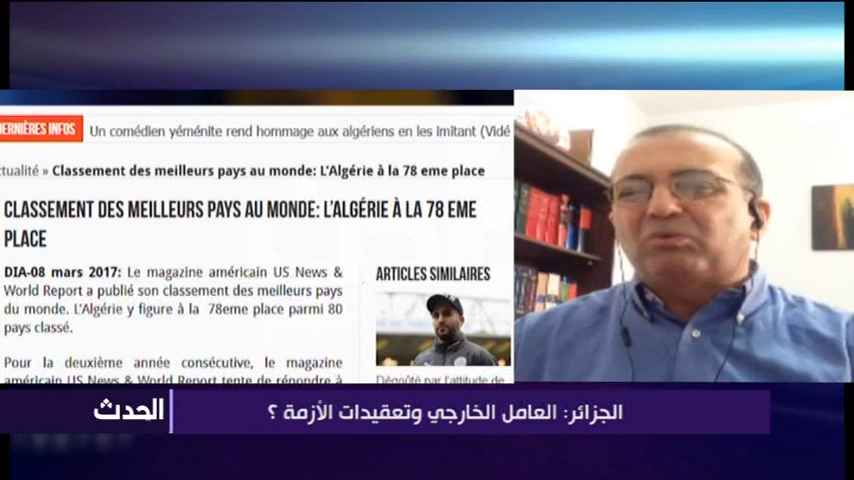 DERNIÈRES INFOS
Un comédien yéménite rend hommage aux algériens en les imitant (Vidé
ctualité » Classement des meilleurs pays au monde: L'Algérie à la 78 eme place
CLASSEMENT DES MEILLEURS PAYS AU MONDE: L'ALGÉRIE À LA 78 EME
PLACE
DIA-08 mars 2017: Le magazine américain US News &
World Report a publié son classement des meilleurs pays
du monde. L'Algérie y figure à la 78eme place parmi 80
pays classé.
Pour la deuxième année consécutive, le magazine
américain US News & World Report tente de répondre à
ARTICLES SIMILAIRES
Dégoûté par l'attitude de
الجزائر: العامل الخارجي وتعقيدات الأزمة ؟
الحدث